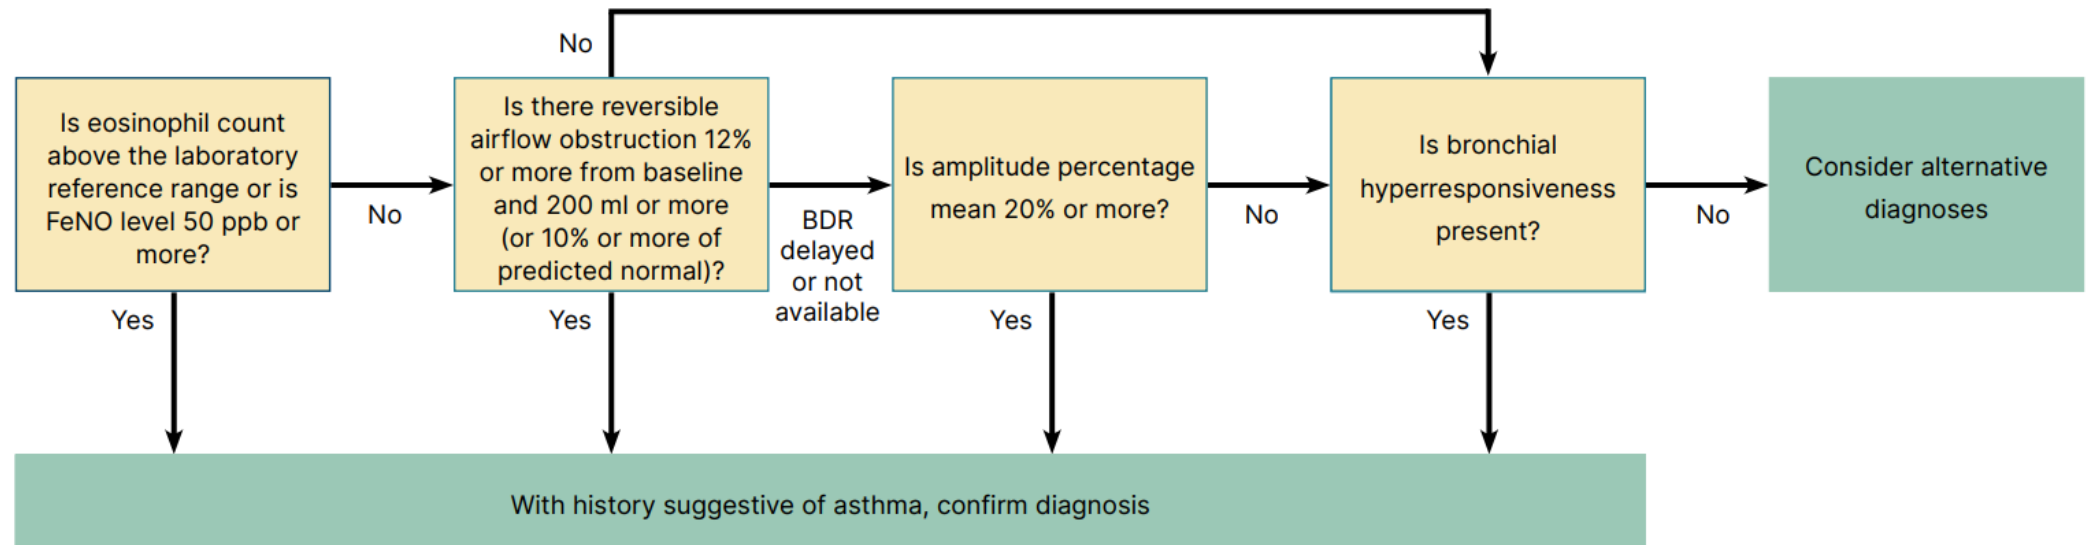 No
Is eosinophil count
above the laboratory
reference range or is
FeNO level 50 ppb or
more?
No
Is there reversible
airflow obstruction 12%
or more from baseline
and 200 ml or more
(or 10% or more of
predicted normal)?
BDR
delayed
or not
available
Is amplitude percentage
mean 20% or more?
No
Is bronchial
hyperresponsiveness
present?
No
Consider alternative
diagnoses
Yes
Yes
Yes
Yes
With history suggestive of asthma, confirm diagnosis